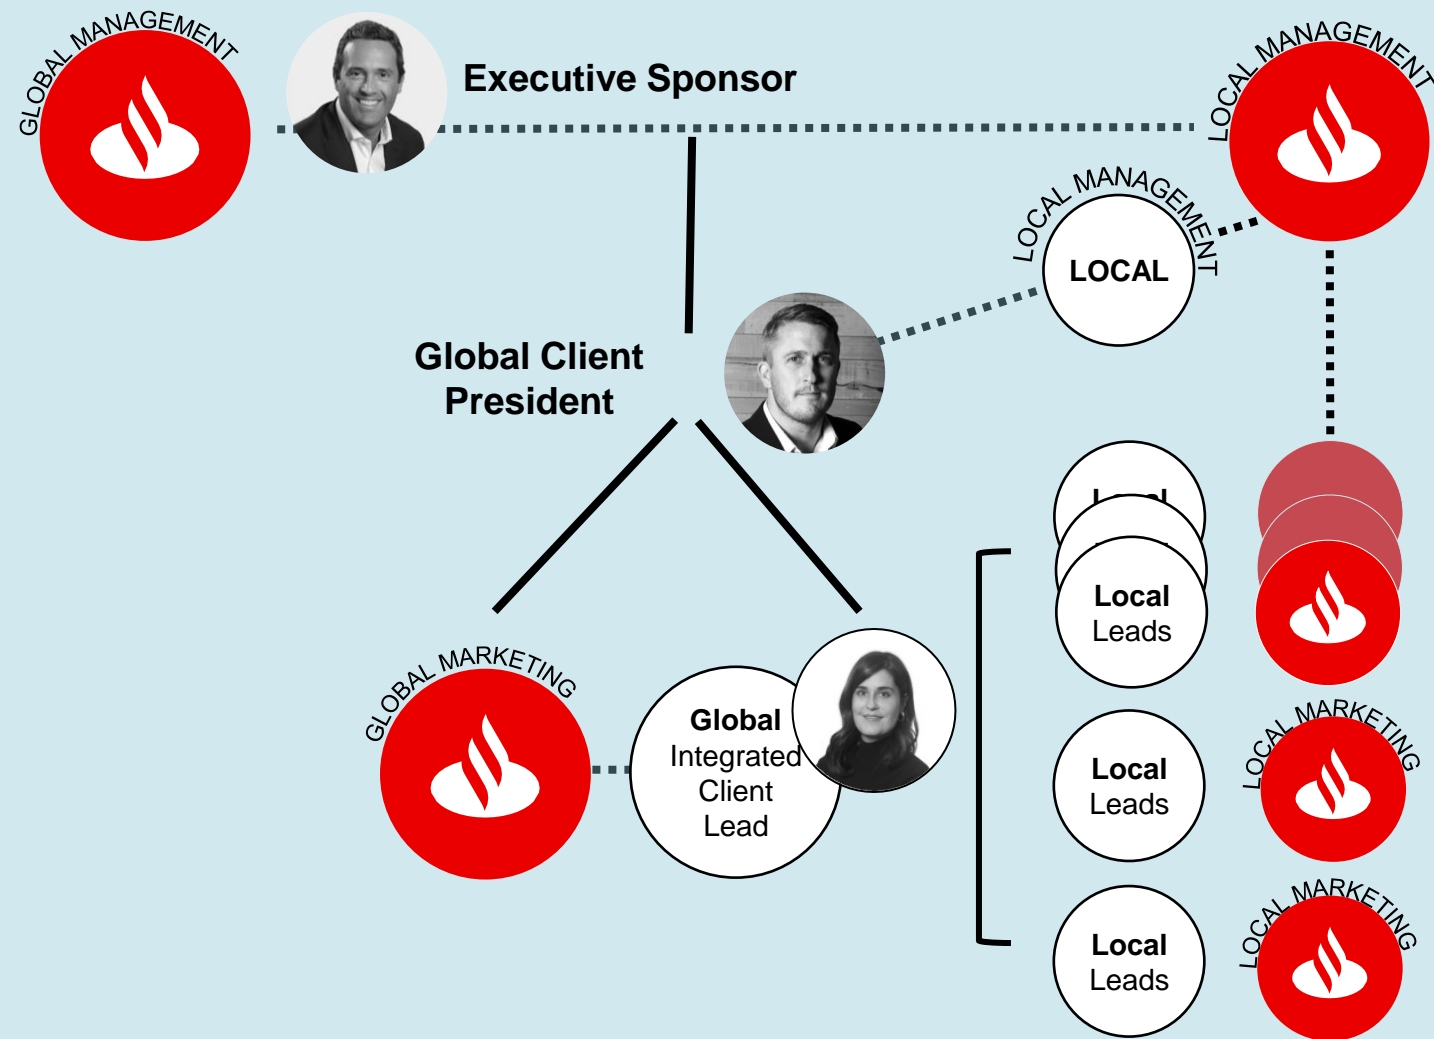 GLOBAL MANAGEMENT
Executive Sponsor
LOCAL MANAGEMENT
LOCAL MANAGEMENT
LOCAL
Global Client
President
Local
Local
Leads
GLOBAL MARKETING
Global
Integrated
Client
Lead
LOCAL MARKETING
Local
Leads
LOCAL MARKETING
Local
Leads